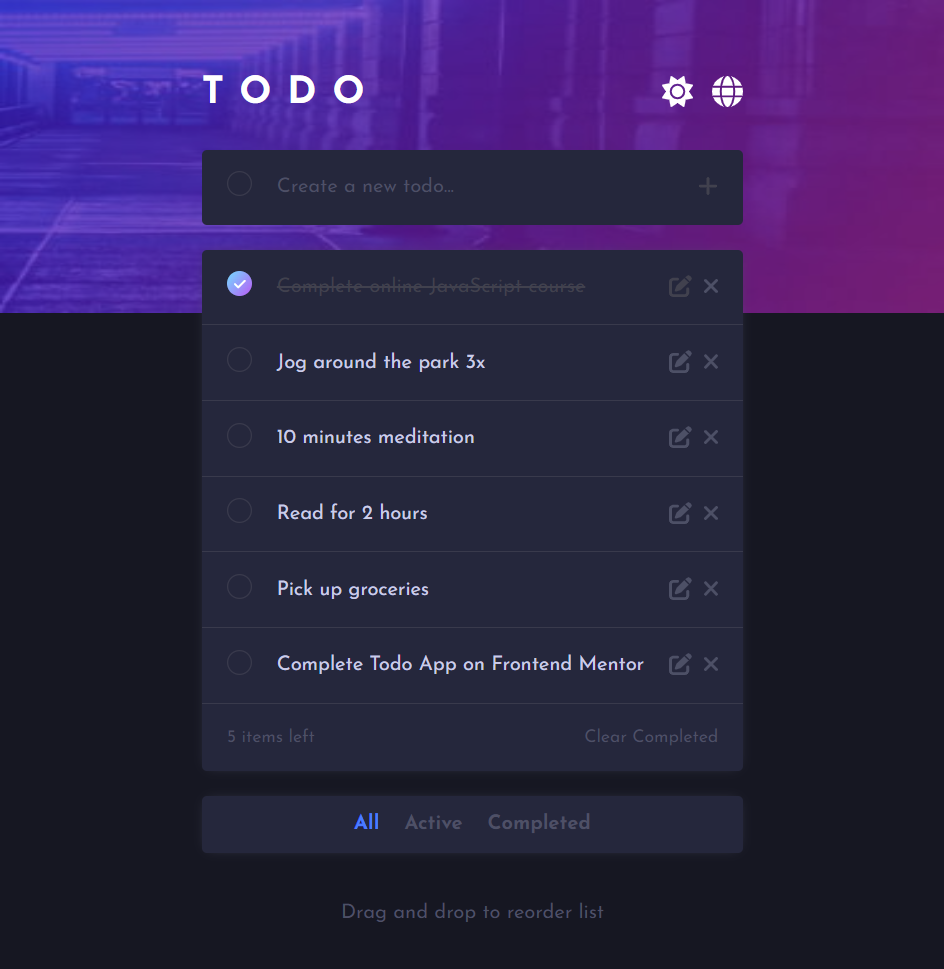 TODO
Create a new todo...
Complete online JavaScript course
Jog around the park 3x
10 minutes meditation
Read for 2 hours
Pick up groceries
Complete Todo App on Frontend Mentor
5 items left Clear Completed
All Active Completed
Drag and drop to reorder list